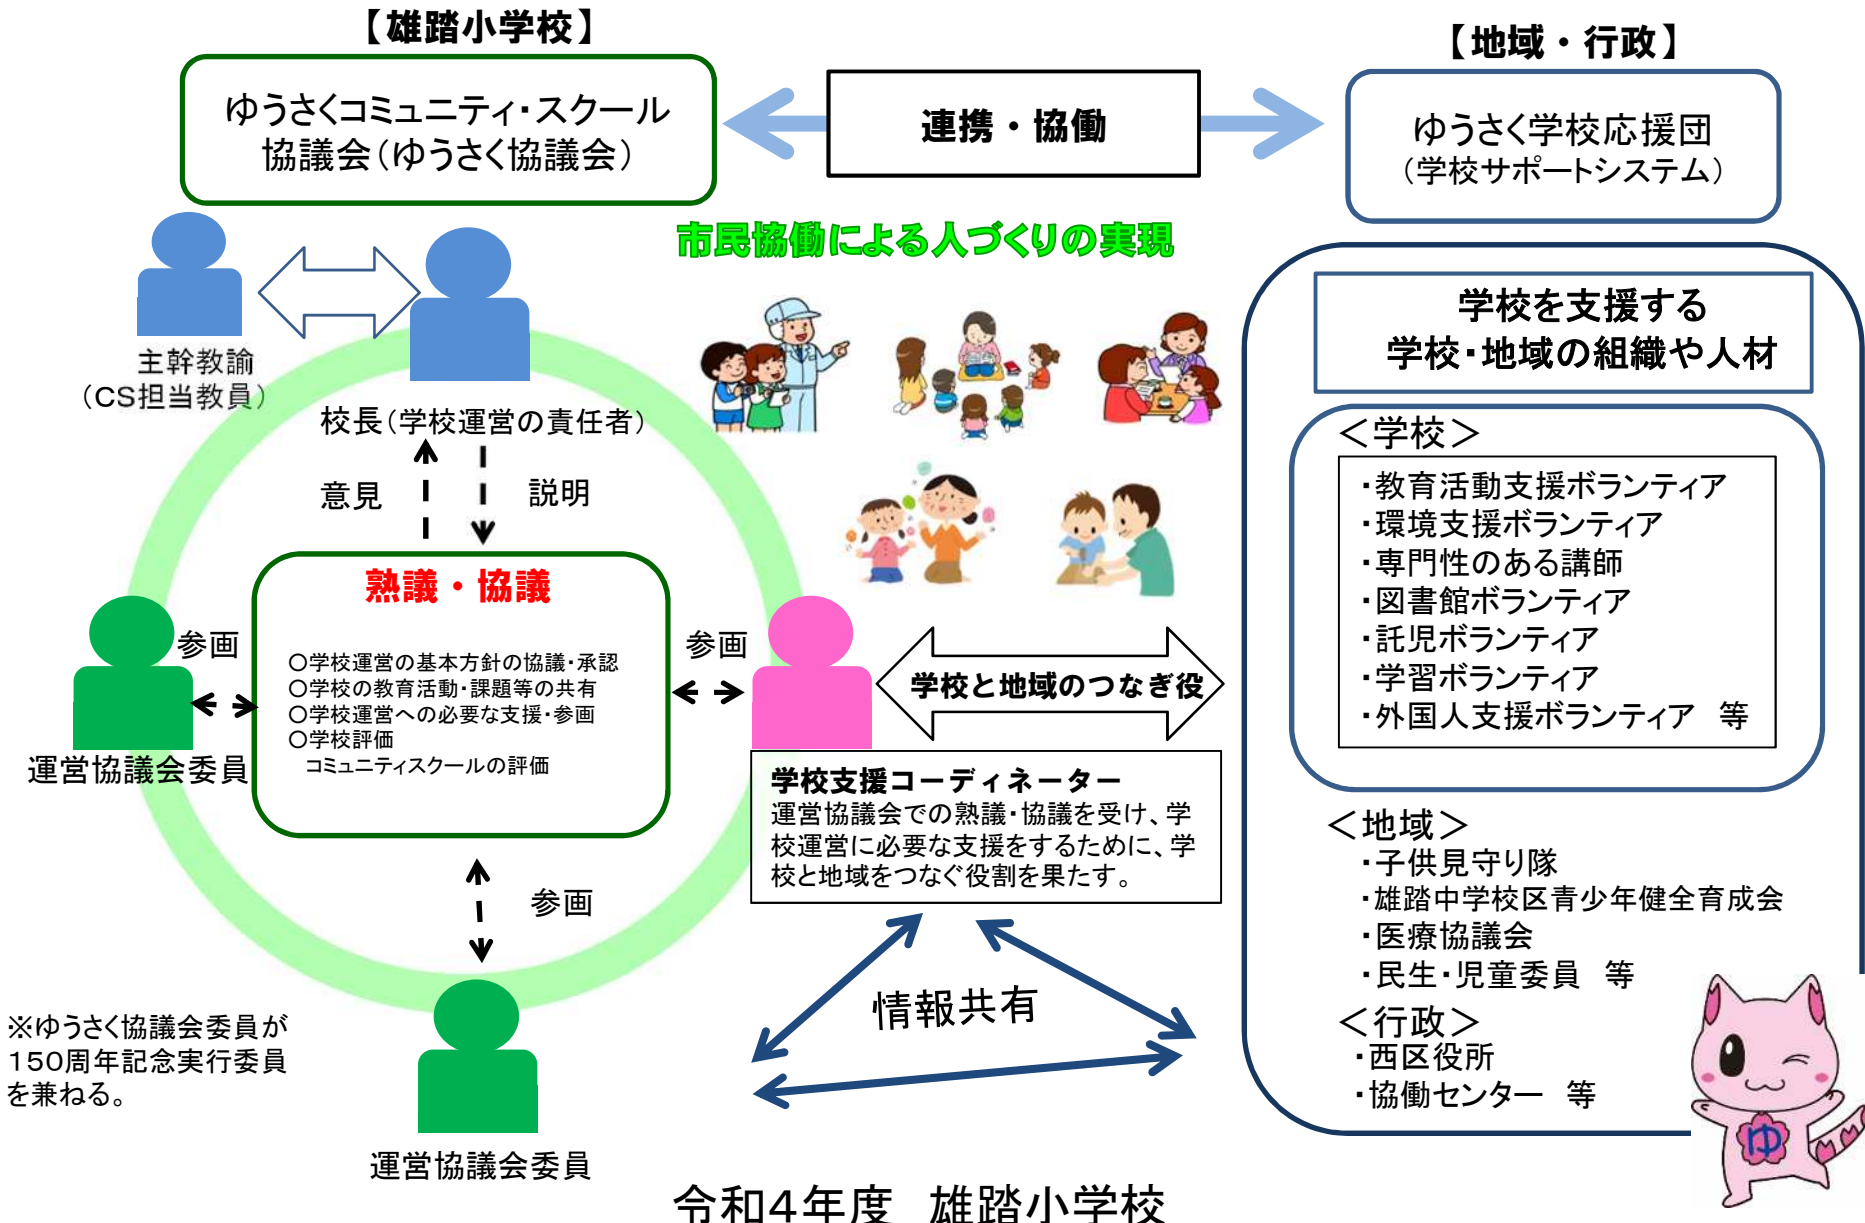 【雄踏小学校】
ゆうさくコミュニティ・スクール
協議会（ゆうさく協議会）
連携・協働
【地域・行政】
ゆうさく学校応援団
（学校サポートシステム）
市民協働による人づくりの実現
主幹教諭
（CS担当教員）
校長（学校運営の責任者）
意見
説明
熟議・協議
○学校運営の基本方針の協議・承認
○学校の教育活動・課題等の共有
○学校運営への必要な支援・参画
○学校評価
コミュニティスクールの評価
参画
運営協議会委員
参画
参画
運営協議会委員
学校と地域のつなぎ役
学校支援コーディネーター
運営協議会での熟議・協議を受け、学
校運営に必要な支援をするために、学
校と地域をつなぐ役割を果たす。
情報共有
学校を支援する
学校・地域の組織や人材
＜学校＞
・教育活動支援ボランティア
・環境支援ボランティア
・専門性のある講師
・図書館ボランティア
・託児ボランティア
・学習ボランティア
・外国人支援ボランティア　等
＜地域＞
・子供見守り隊
・雄踏中学校区青少年健全育成会
・医療協議会
・民生・児童委員　等
＜行政＞
・西区役所
・協働センター　等
ゆ
※ゆうさく協議会委員が
150周年記念実行委員
を兼ねる。
令和4年度　雄踏小学校